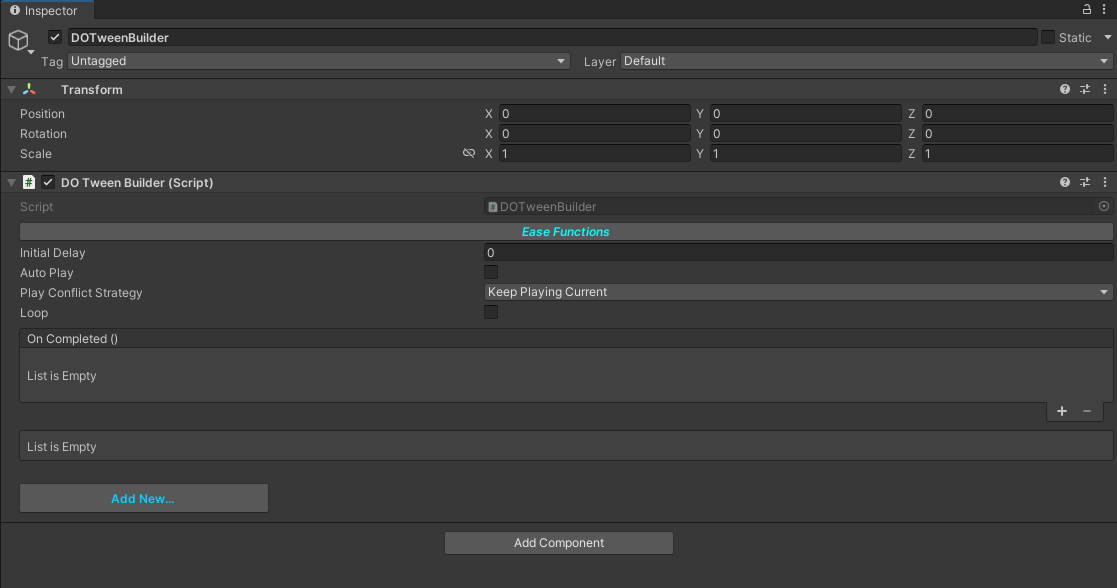 Inspector
DOTweenBuilder Static
Tag Untagged Layer Default
Transform
Position X 0 Y 0 Z 0
Rotation X 0 Y 0 Z 0
Scale X 1 Y 1 Z 1
# DO Tween Builder (Script)
Script # DOTweenBuilder
Ease Functions
Initial Delay 0
Auto Play
Play Conflict Strategy Keep Playing Current
Loop
On Completed ()
List is Empty
+ −
List is Empty
Add New...
Add Component